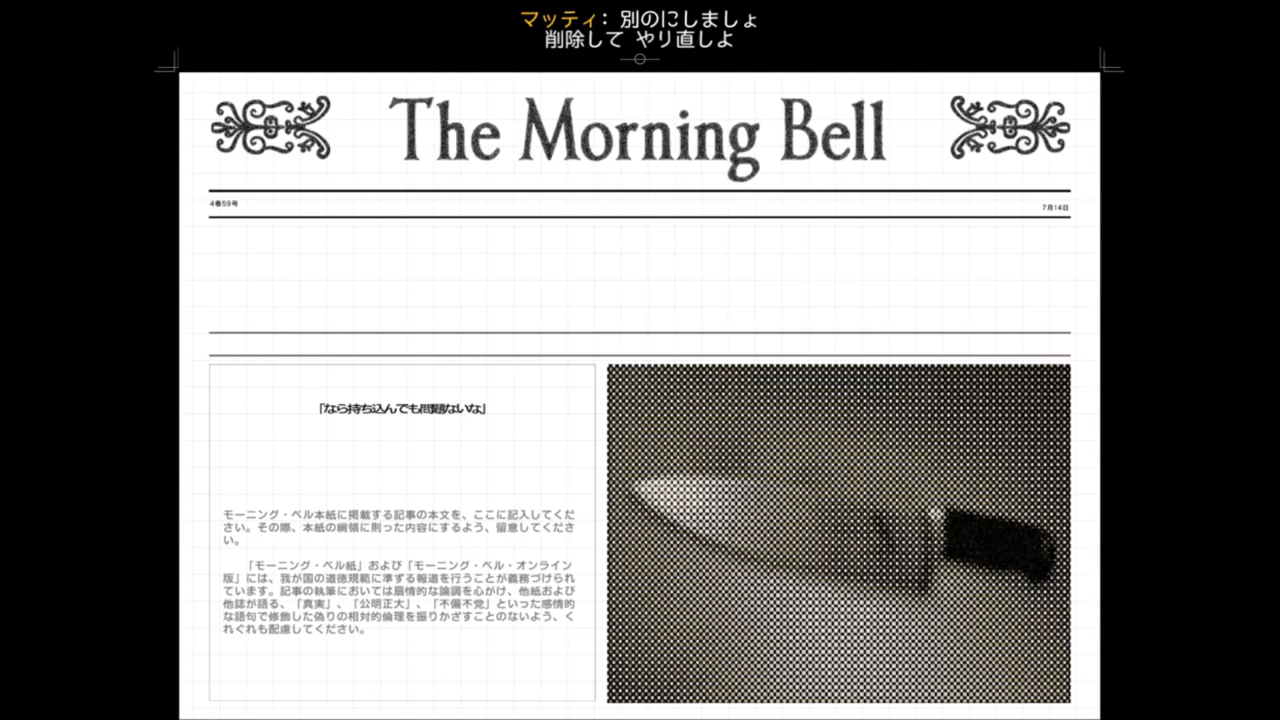 マッティ: 別のにしましょ
削除して やり直しよ
The Morning Bell
4巻59号
7月14日
「なら持ち込んでも問題ないな」
モーニング・ベル本紙に掲載する記事の本文を、ここに記入してくだ
さい。その際、本紙の綱領に則った内容にするよう、留意してくださ
い。
「モーニング・ベル紙」および「モーニング・ベル・オンライン
版」には、我が国の道徳規範に準ずる報道を行うことが義務づけられ
ています。記事の執筆においては扇情的な論調を心がけ、他紙および
他誌が語る、「真実」、「公明正大」、「不偏不党」といった感情的
な語句で修飾した偽りの相対的倫理を振りかざすことのないよう、く
れぐれも配慮してください。